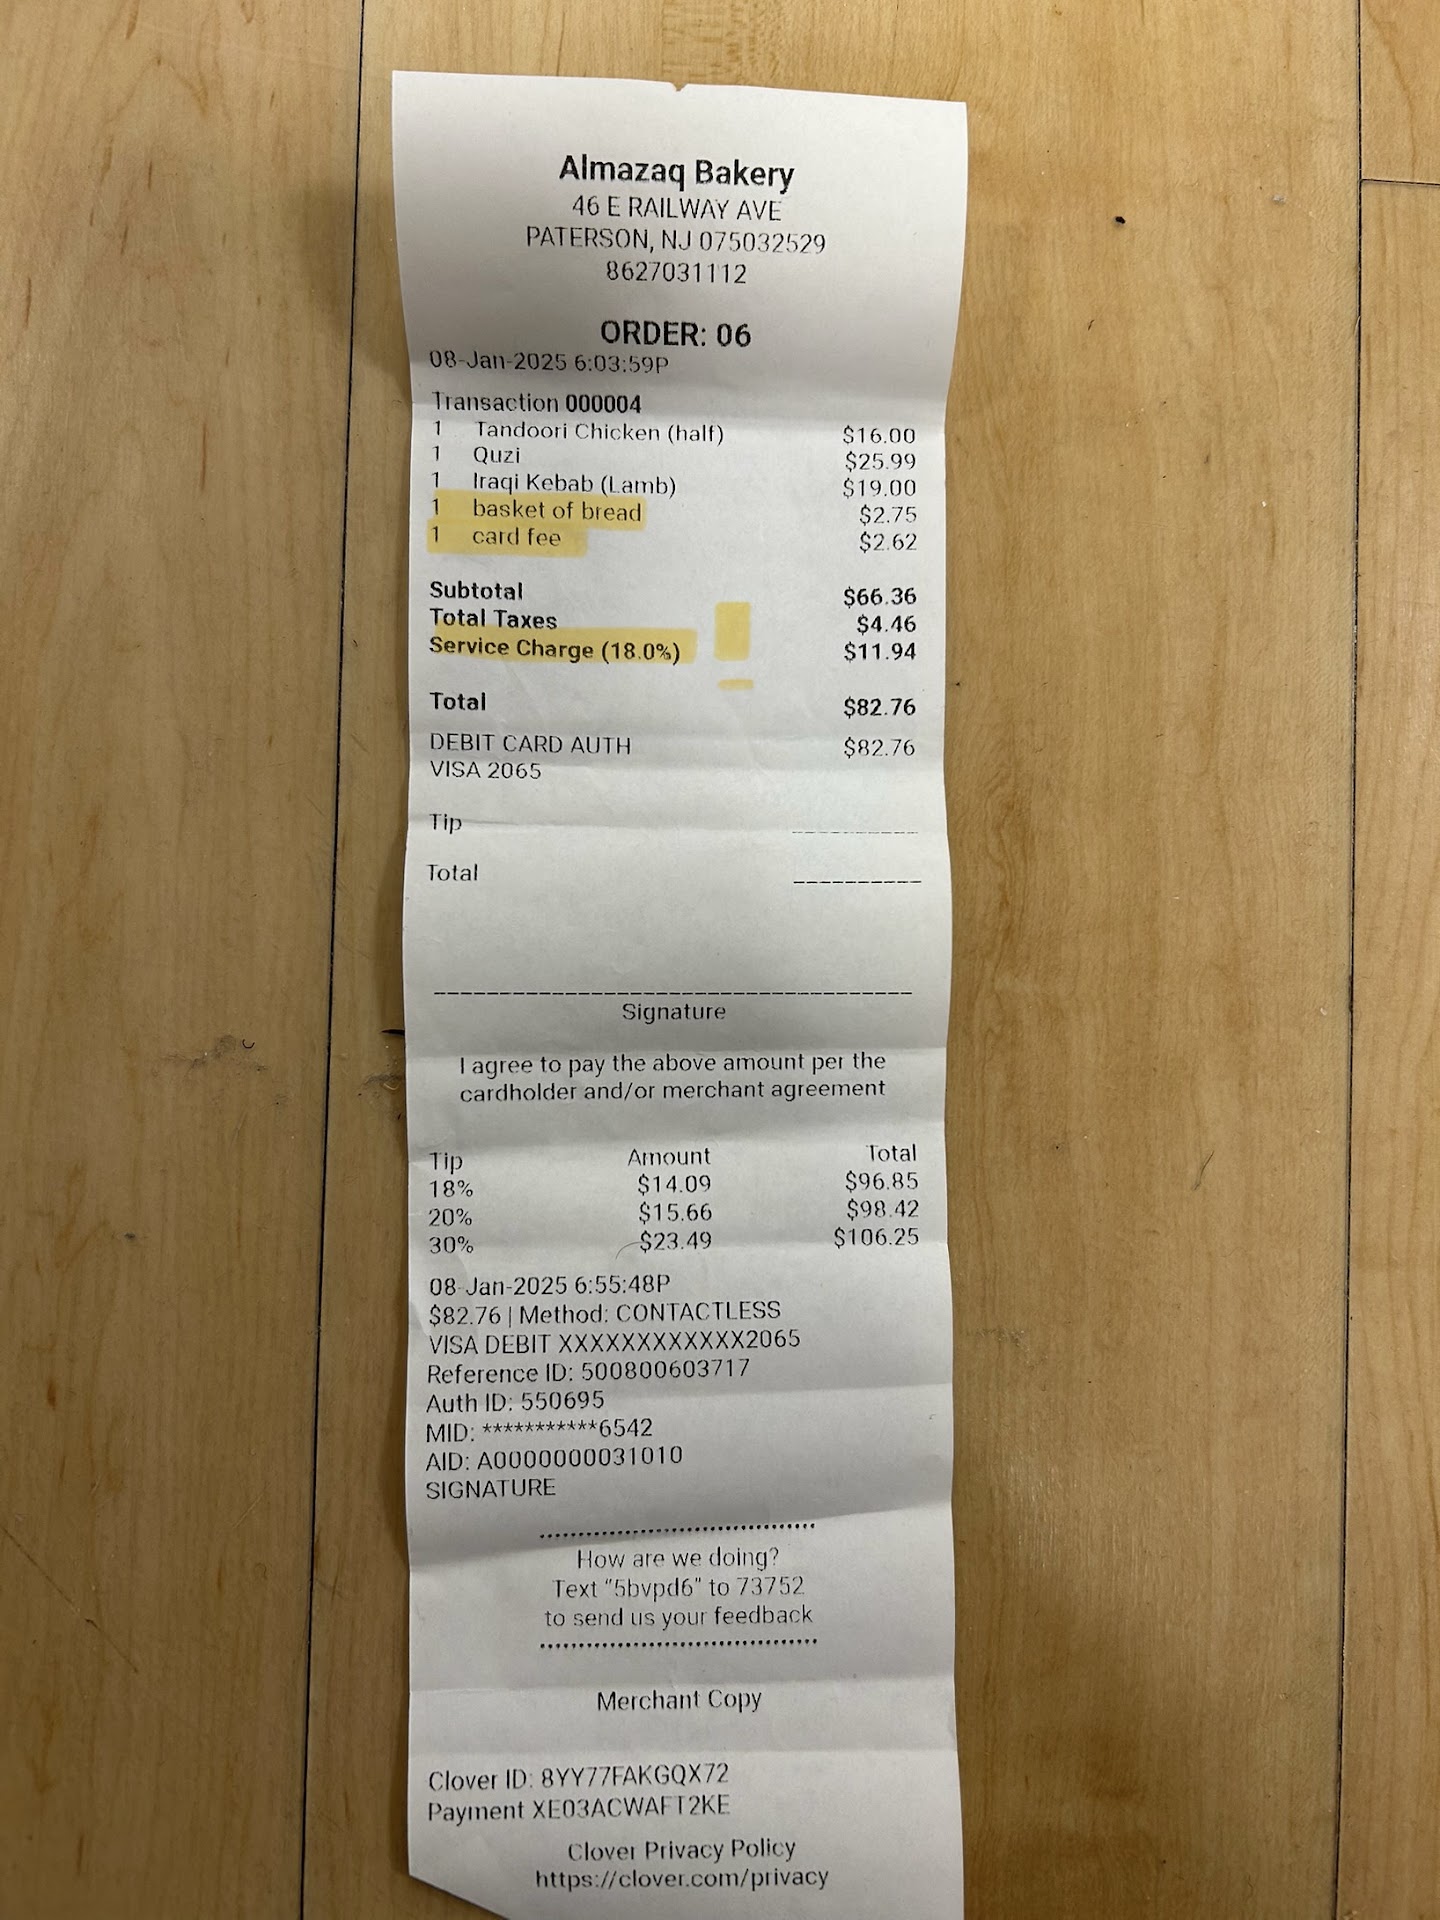 Almazaq Bakery
46 E RAILWAY AVE
PATERSON, NJ 075032529
8627031112
ORDER: 06
08-Jan-2025 6:03:59P
Transaction 000004
1 Tandoori Chicken (half) $16.00
1 Quzi $25.99
1 Iraqi Kebab (Lamb) $19.00
1 basket of bread $2.75
1 card fee $2.62
Subtotal $66.36
Total Taxes $4.46
Service Charge (18.0%) $11.94
Total $82.76
DEBIT CARD AUTH $82.76
VISA 2065
Tip __________
Total __________
Signature
I agree to pay the above amount per the
cardholder and/or merchant agreement
Tip Amount Total
18% $14.09 $96.85
20% $15.66 $98.42
30% $23.49 $106.25
08-Jan-2025 6:55:48P
$82.76 | Method: CONTACTLESS
VISA DEBIT XXXXXXXXXXXX2065
Reference ID: 500800603717
Auth ID: 550695
MID: ***********6542
AID: A0000000031010
SIGNATURE
How are we doing?
Text "5bvpd6" to 73752
to send us your feedback
Merchant Copy
Clover ID: 8YY77FAKGQX72
Payment XE03ACWAFT2KE
Clover Privacy Policy
https://clover.com/privacy